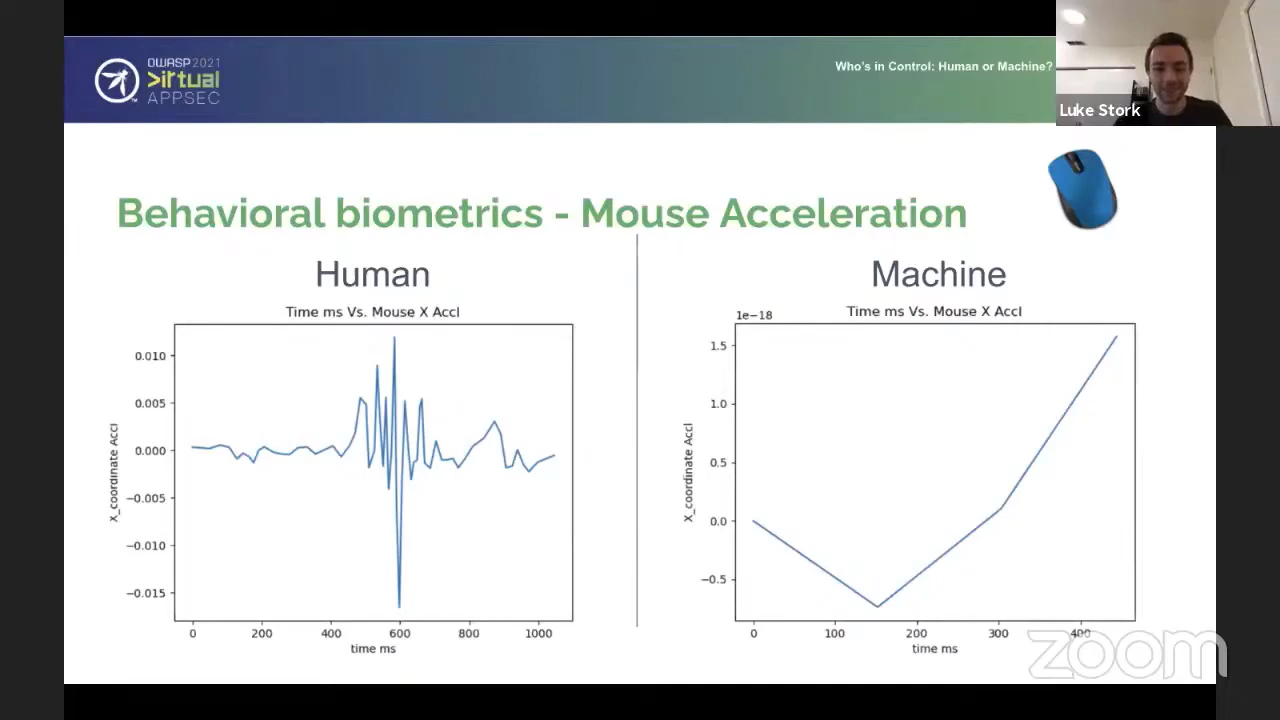 OWASP 2021
>irtual
APPSEC
Who's in Control: Human or Machine?
Luke Stork
Behavioral biometrics - Mouse Acceleration
Human
Machine
Time ms Vs. Mouse X Accl
0.010
0.005
0.000
−0.005
−0.010
−0.015
X_coordinate Accl
0
200
400
600
800
1000
time ms
1e−18
Time ms Vs. Mouse X Accl
1.5
1.0
0.5
0.0
−0.5
X_coordinate Accl
0
100
200
300
400
time ms
zoom